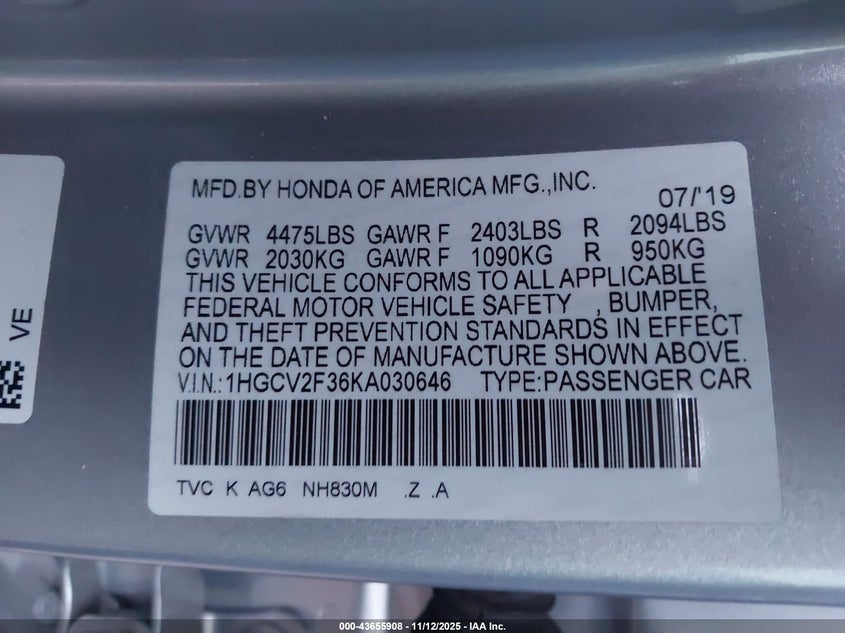 MFD.BY HONDA OF AMERICA MFG.,INC.
07/'19
GVWR 4475LBS GAWR F 2403LBS R 2094LBS
GVWR 2030KG GAWR F 1090KG R 950KG
THIS VEHICLE CONFORMS TO ALL APPLICABLE
FEDERAL MOTOR VEHICLE SAFETY , BUMPER,
AND THEFT PREVENTION STANDARDS IN EFFECT
ON THE DATE OF MANUFACTURE SHOWN ABOVE.
V.I.N.:1HGCV2F36KA030646 TYPE:PASSENGER CAR
TVC K AG6 NH830M .Z .A
VE
000-43655908 - 11/12/2025 - IAA Inc.